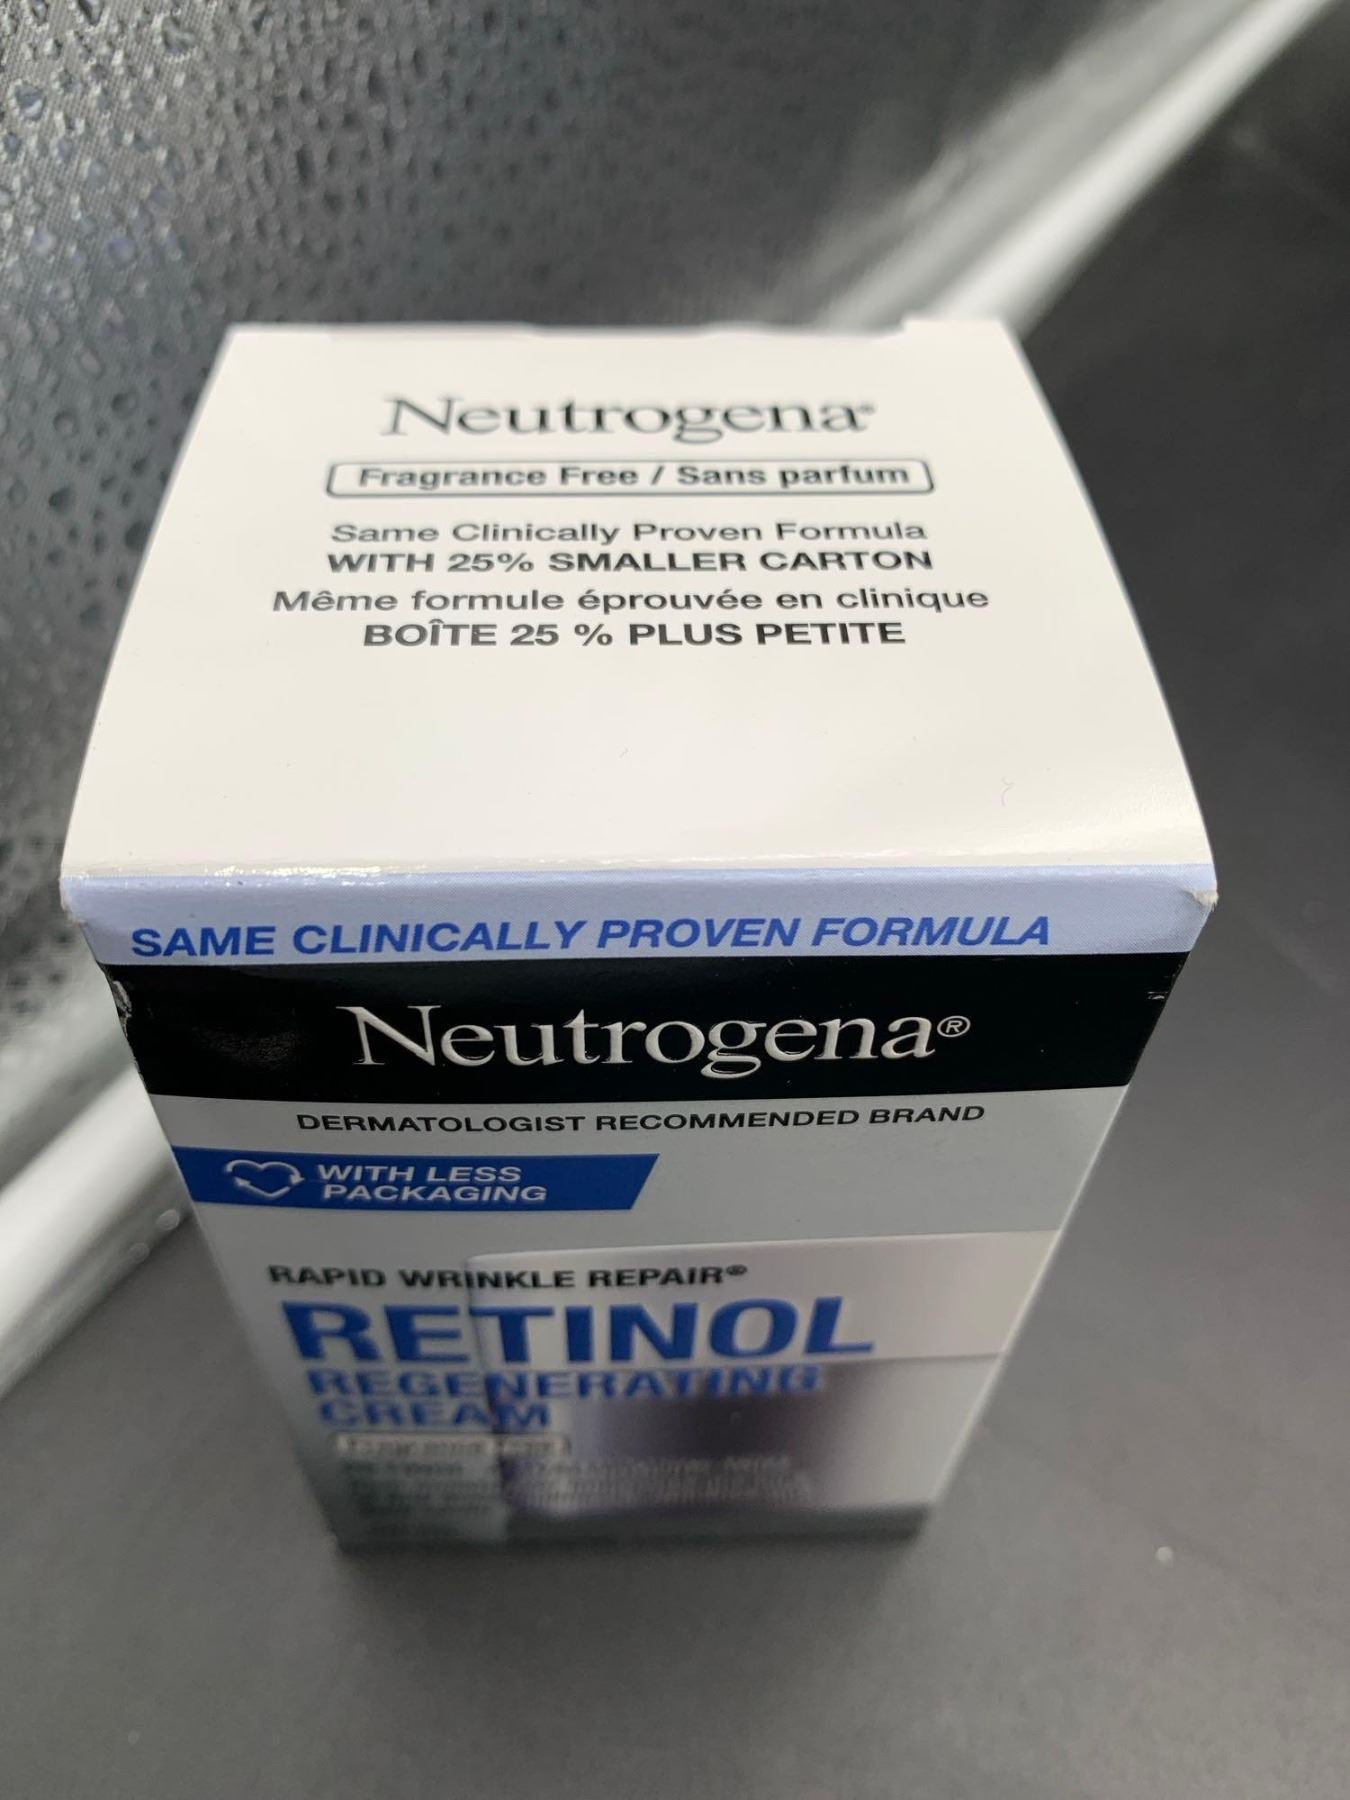 Neutrogena®
Fragrance Free / Sans parfum
Same Clinically Proven Formula
WITH 25% SMALLER CARTON
Même formule éprouvée en clinique
BOÎTE 25 % PLUS PETITE
SAME CLINICALLY PROVEN FORMULA
Neutrogena®
DERMATOLOGIST RECOMMENDED BRAND
WITH LESS
PACKAGING
RAPID WRINKLE REPAIR®
RETINOL
REGENERATING
CREAM
Fragrance Free